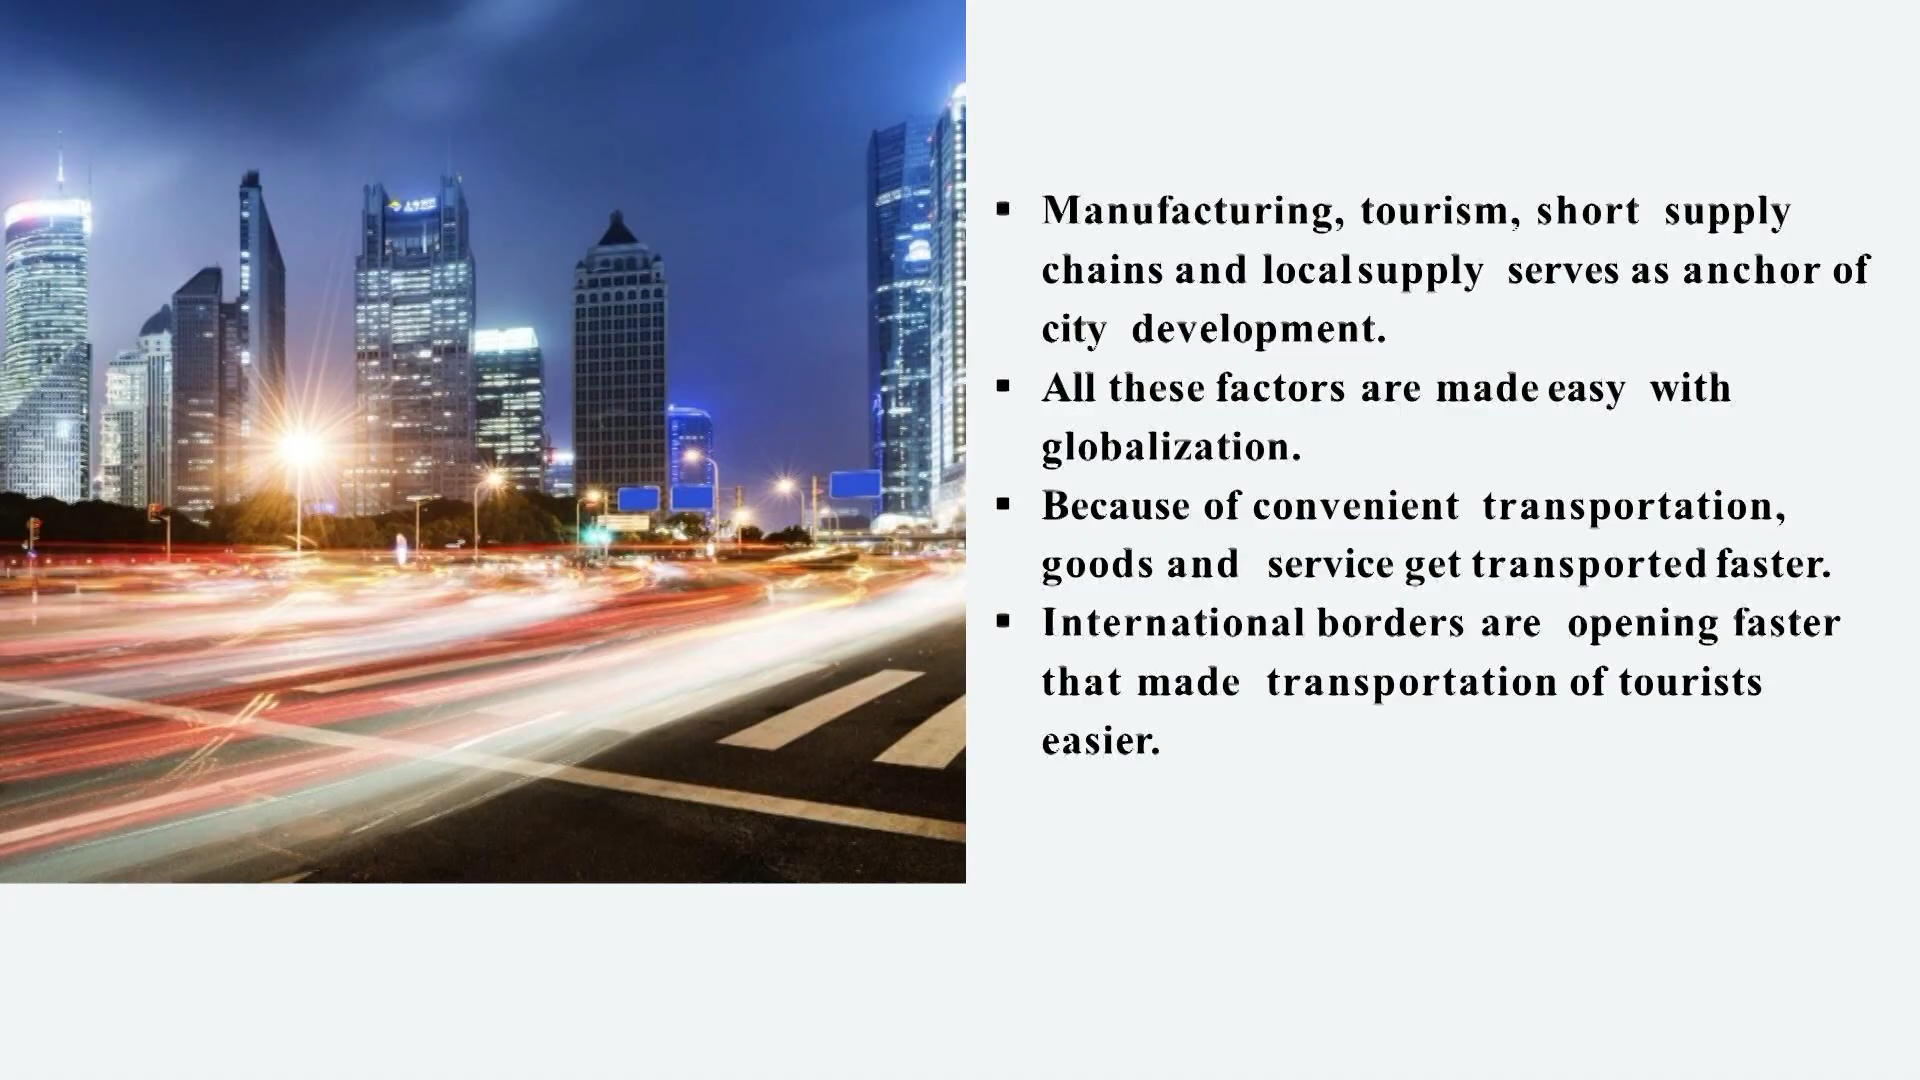 ▪ Manufacturing, tourism, short supply
chains and local supply serves as anchor of
city development.
▪ All these factors are made easy with
globalization.
▪ Because of convenient transportation,
goods and service get transported faster.
▪ International borders are opening faster
that made transportation of tourists
easier.